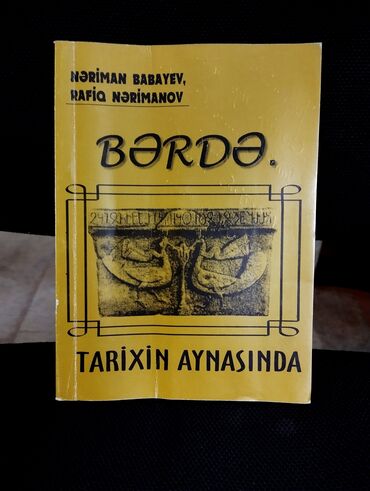 NƏRİMAN BABAYEV,
RAFİQ NƏRİMANOV
BƏRDƏ.
TARİXİN AYNASINDA